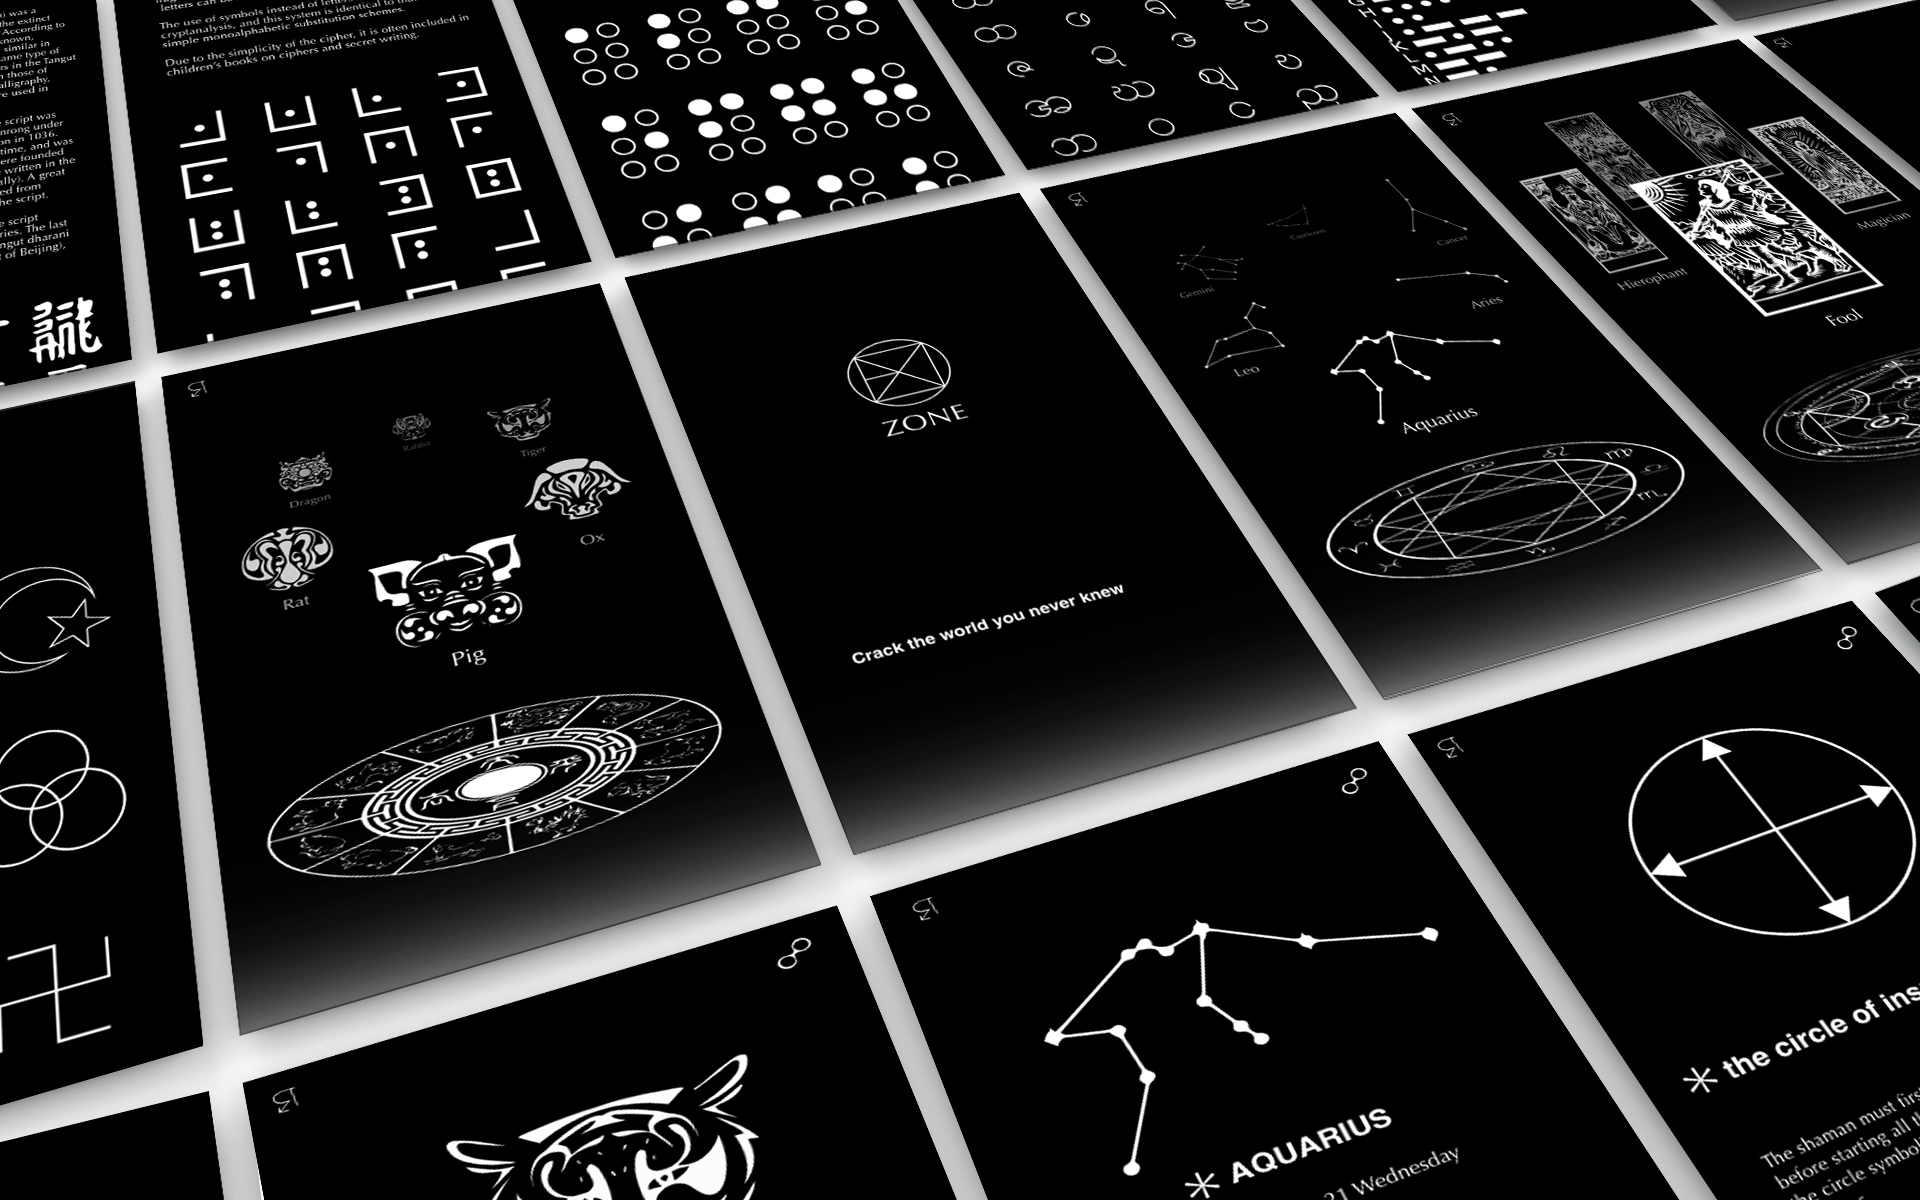 ) was a
the extinct
According to
known,
similar in
same type of
rs in the Tangut
n those of
alligraphy,
re used in
e script was
enrong under
on in 1036.
time, and was
ere founded
written in the
ally). A great
ed from
the script.
e script
ries. The last
ngut dharani
t of Beijing),
letters can be
The use of symbols instead of letters
cryptanalysis, and this system is identical to that
simple monoalphabetic substitution schemes.
Due to the simplicity of the cipher, it is often included in
children's books on ciphers and secret writing.
G
H
I
K
L
M
N
Rabbit
Tiger
Dragon
Ox
Rat
Pig
ZONE
Crack the world you never knew
Capricorn
Cancer
Gemini
Aries
Leo
Aquarius
Magician
Hierophant
Fool
* AQUARIUS
21 Wednesday
* the circle of ins
The shaman must firs
before starting all th
the circle symbol